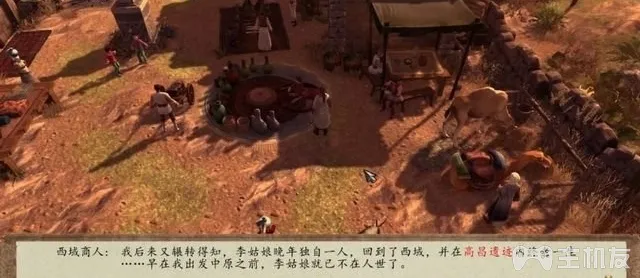 西域商人: 我后来又辗转得知，李姑娘晚年独自一人，回到了西域，并在高昌遗迹
……早在我出发中原之前，李姑娘就已不在人世了。
主机友